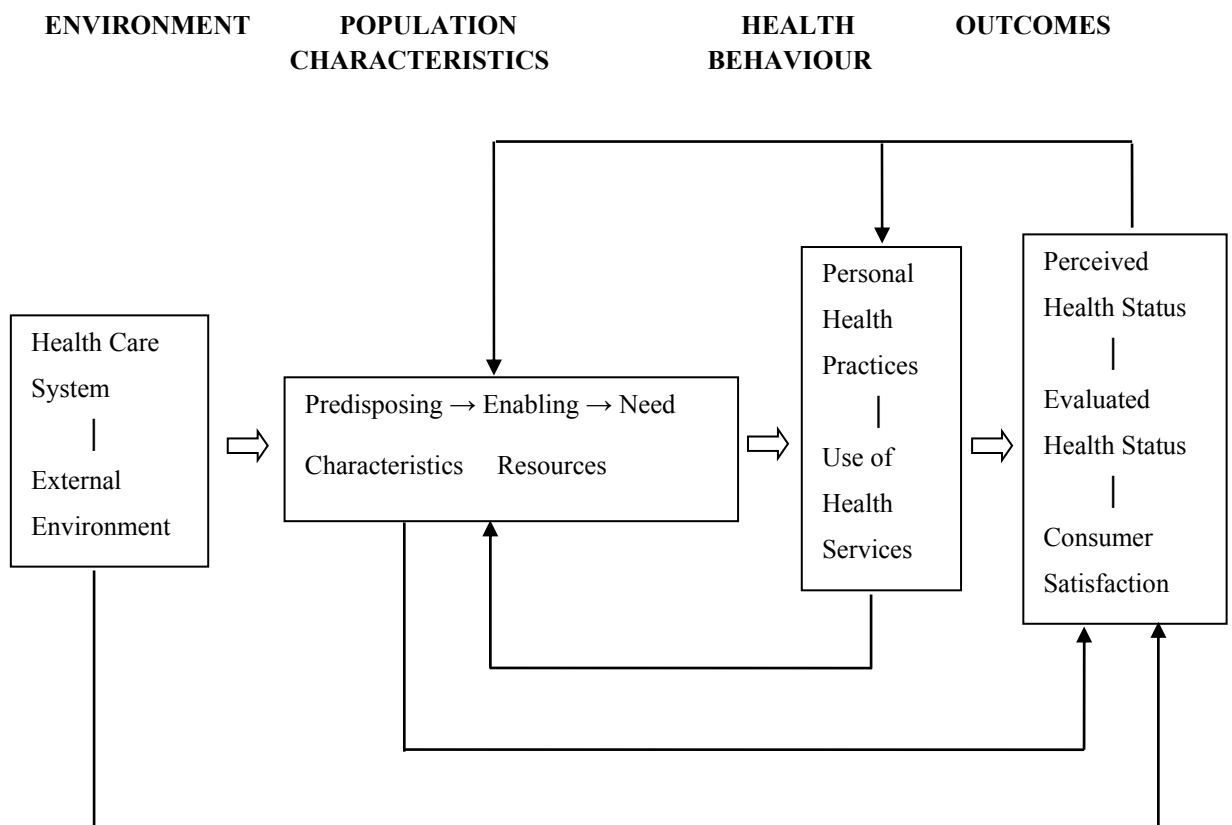 ENVIRONMENT
POPULATION
CHARACTERISTICS
HEALTH
BEHAVIOUR
OUTCOMES
Health Care
System
|
External
Environment
Predisposing → Enabling → Need
Characteristics Resources
Personal
Health
Practices
|
Use of
Health
Services
Perceived
Health Status
|
Evaluated
Health Status
|
Consumer
Satisfaction